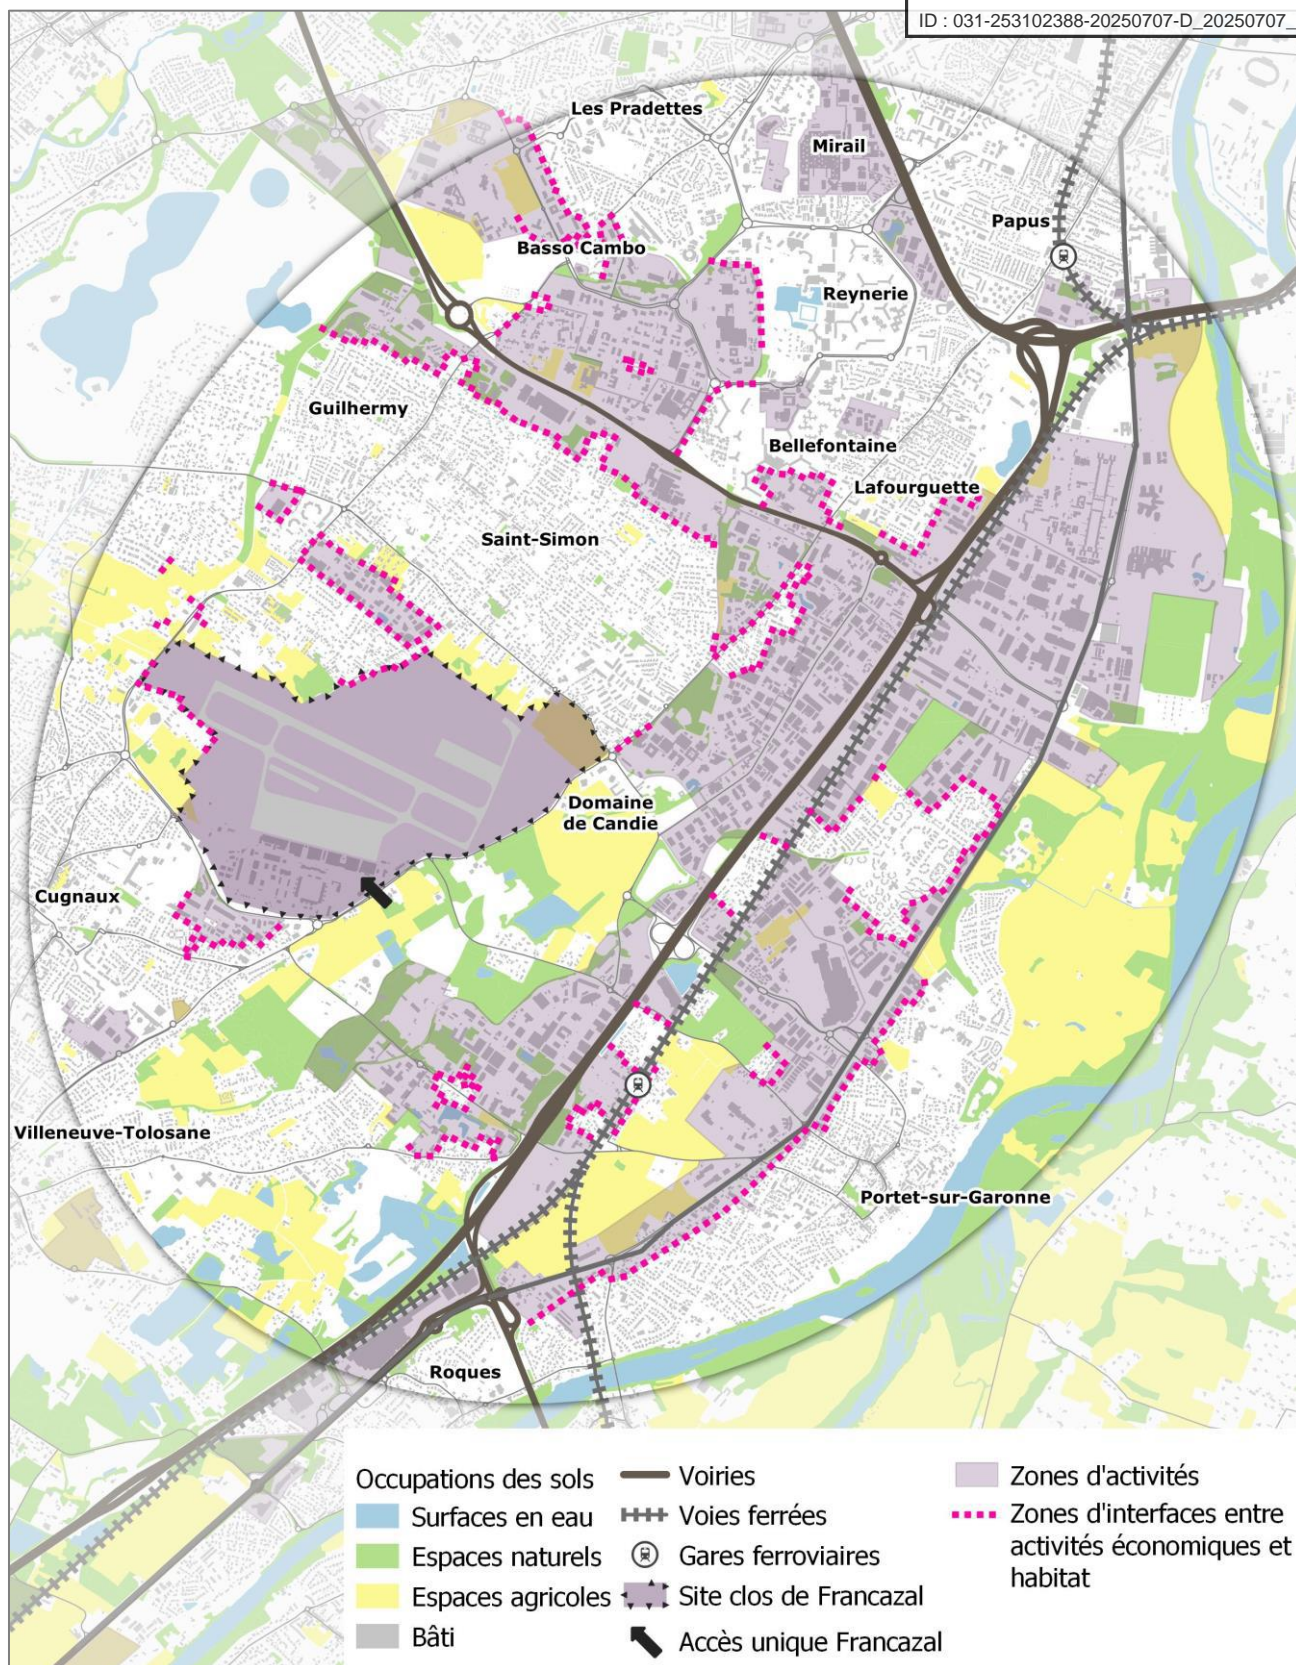 ID : 031-253102388-20250707-D_20250707_
Les Pradettes
Mirail
Papus
Basso Cambo
Reynerie
Guilhermy
Bellefontaine
Lafourguette
Saint-Simon
Domaine
de Candie
Cugnaux
Villeneuve-Tolosane
Portet-sur-Garonne
Roques
Occupations des sols
Surfaces en eau
Espaces naturels
Espaces agricoles
Bâti
Voiries
Voies ferrées
Gares ferroviaires
Site clos de Francazal
Accès unique Francazal
Zones d'activités
Zones d'interfaces entre
activités économiques et
habitat